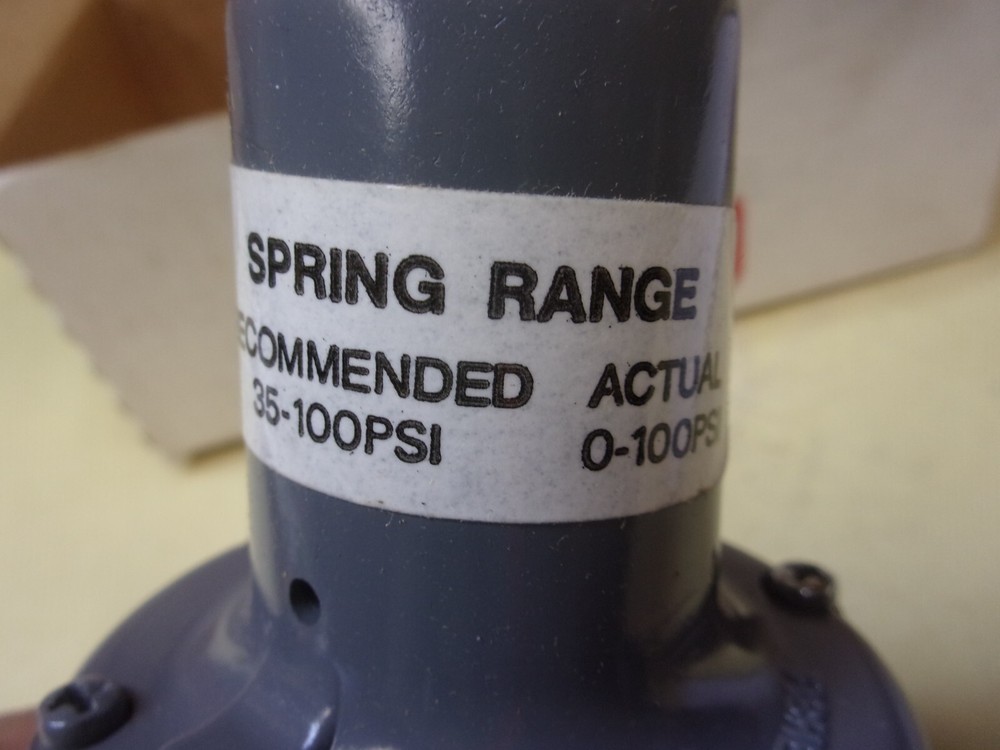 SPRING RANGE
ECOMMENDED ACTUAL
35-100PSI 0-100PSI